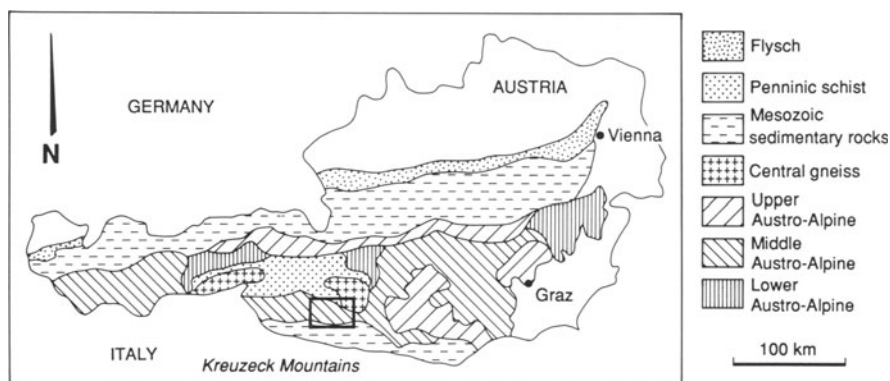 GERMANY
AUSTRIA
N
Vienna
Graz
ITALY
Kreuzeck Mountains
Flysch
Penninic schist
Mesozoic
sedimentary rocks
Central gneiss
Upper
Austro-Alpine
Middle
Austro-Alpine
Lower
Austro-Alpine
100 km